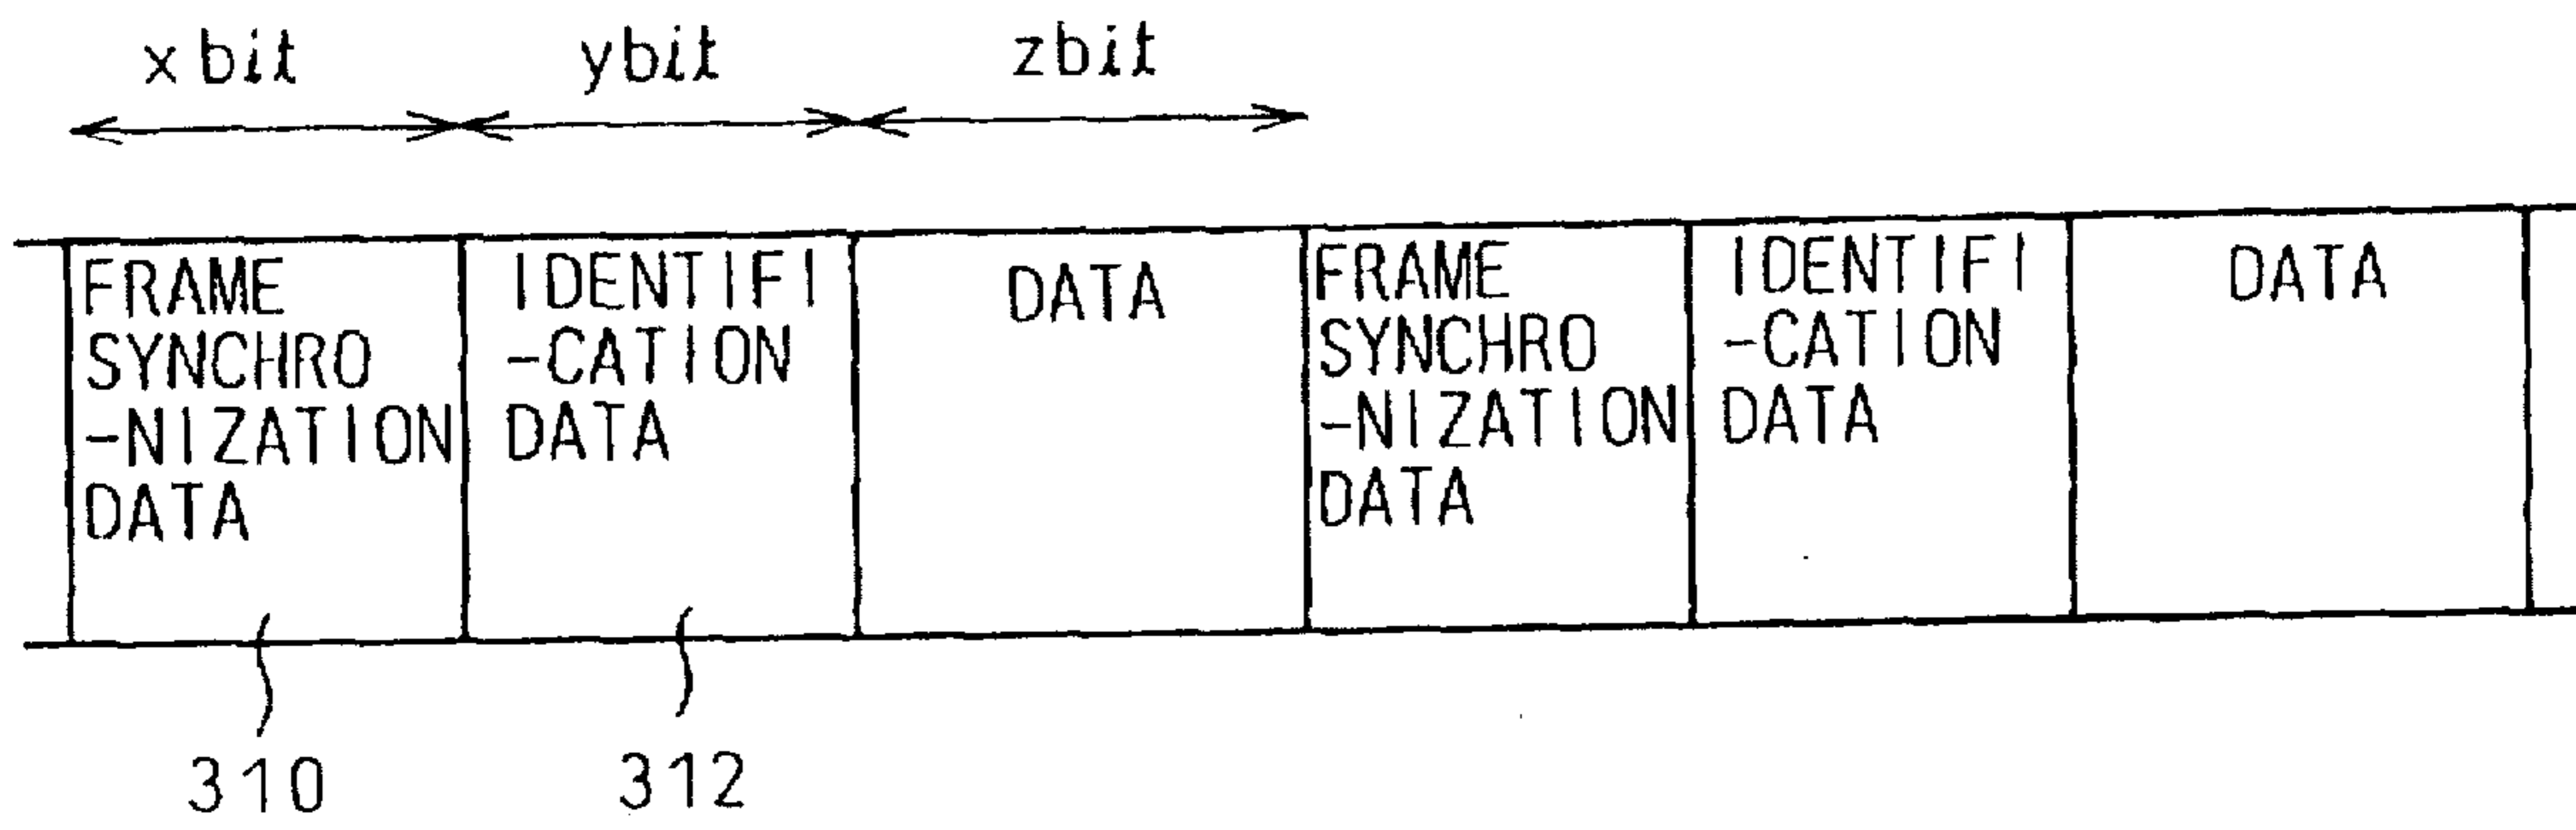 x bit
ybit
zbit
FRAME
SYNCHRO
-NIZATION
DATA
IDENTIFI
-CATION
DATA
DATA
FRAME
SYNCHRO
-NIZATION
DATA
IDENTIFI
-CATION
DATA
DATA
310
312